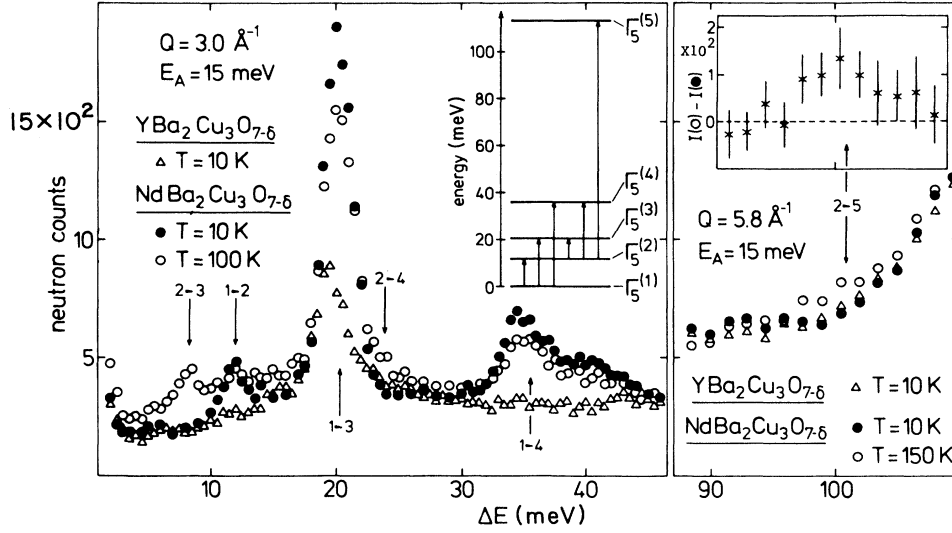 Q = 3.0 Å⁻¹
E_A = 15 meV
YBa₂Cu₃O₇₋δ
△ T = 10 K
NdBa₂Cu₃O₇₋δ
● T = 10 K
○ T = 100 K
2-3
1-2
2-4
1-3
1-4
15×10²
10
5
neutron counts
10
20
30
40
ΔE (meV)
energy (meV)
100
80
60
40
20
0
Γ₅⁽⁵⁾
Γ₅⁽⁴⁾
Γ₅⁽³⁾
Γ₅⁽²⁾
Γ₅⁽¹⁾
I(○) - I(●)
×10²
2
1
0
2-5
Q = 5.8 Å⁻¹
E_A = 15 meV
YBa₂Cu₃O₇₋δ △ T = 10 K
NdBa₂Cu₃O₇₋δ ● T = 10 K
○ T = 150 K
90
100